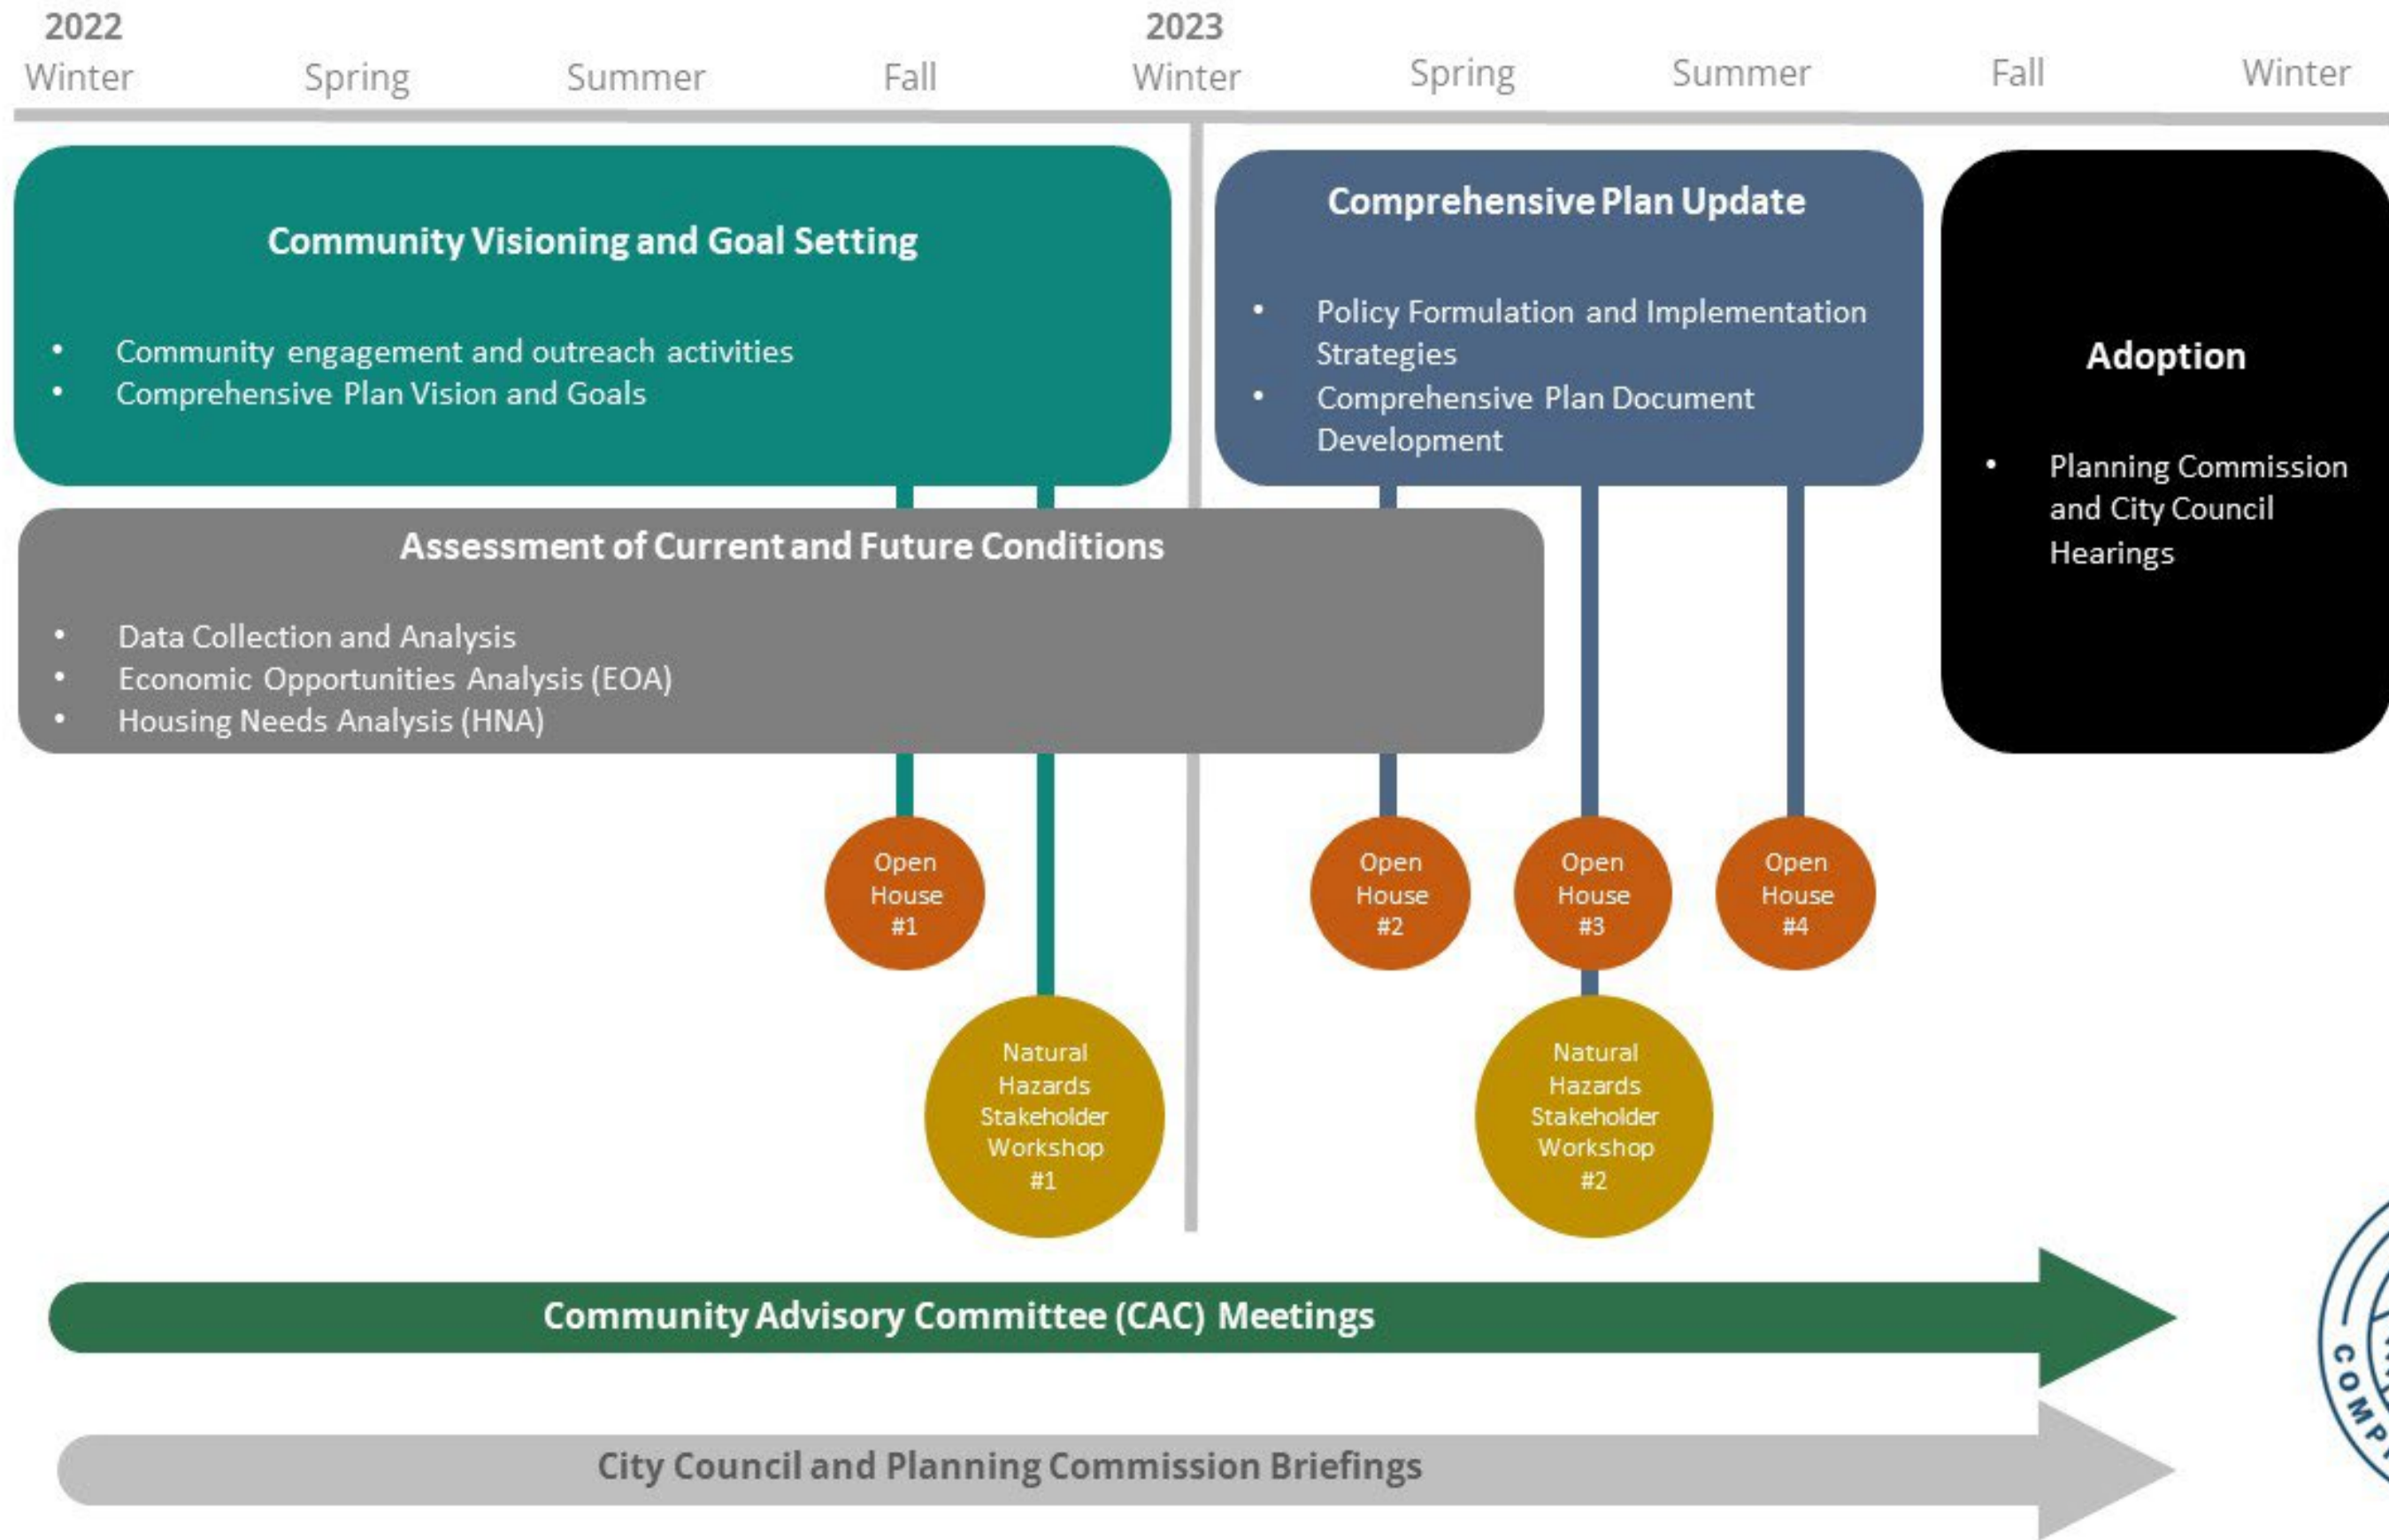 2022
2023
Winter Spring Summer Fall Winter Spring Summer Fall Winter
Community Visioning and Goal Setting
• Community engagement and outreach activities
• Comprehensive Plan Vision and Goals
Comprehensive Plan Update
• Policy Formulation and Implementation
Strategies
• Comprehensive Plan Document
Development
Adoption
• Planning Commission
and City Council
Hearings
Assessment of Current and Future Conditions
• Data Collection and Analysis
• Economic Opportunities Analysis (EOA)
• Housing Needs Analysis (HNA)
Open
House
#1
Open
House
#2
Open
House
#3
Open
House
#4
Natural
Hazards
Stakeholder
Workshop
#1
Natural
Hazards
Stakeholder
Workshop
#2
Community Advisory Committee (CAC) Meetings
City Council and Planning Commission Briefings